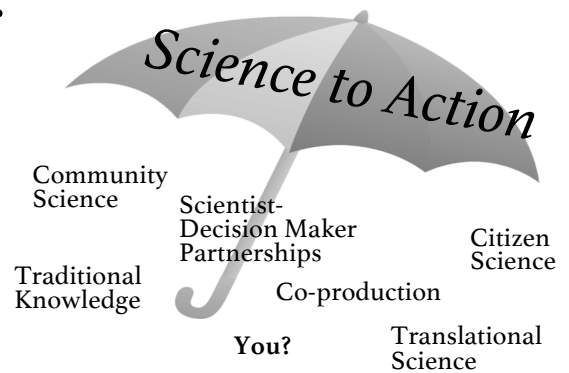 Science to Action
Community
Science
Scientist-
Decision Maker
Partnerships
Citizen
Science
Traditional
Knowledge
Co-production
You?
Translational
Science